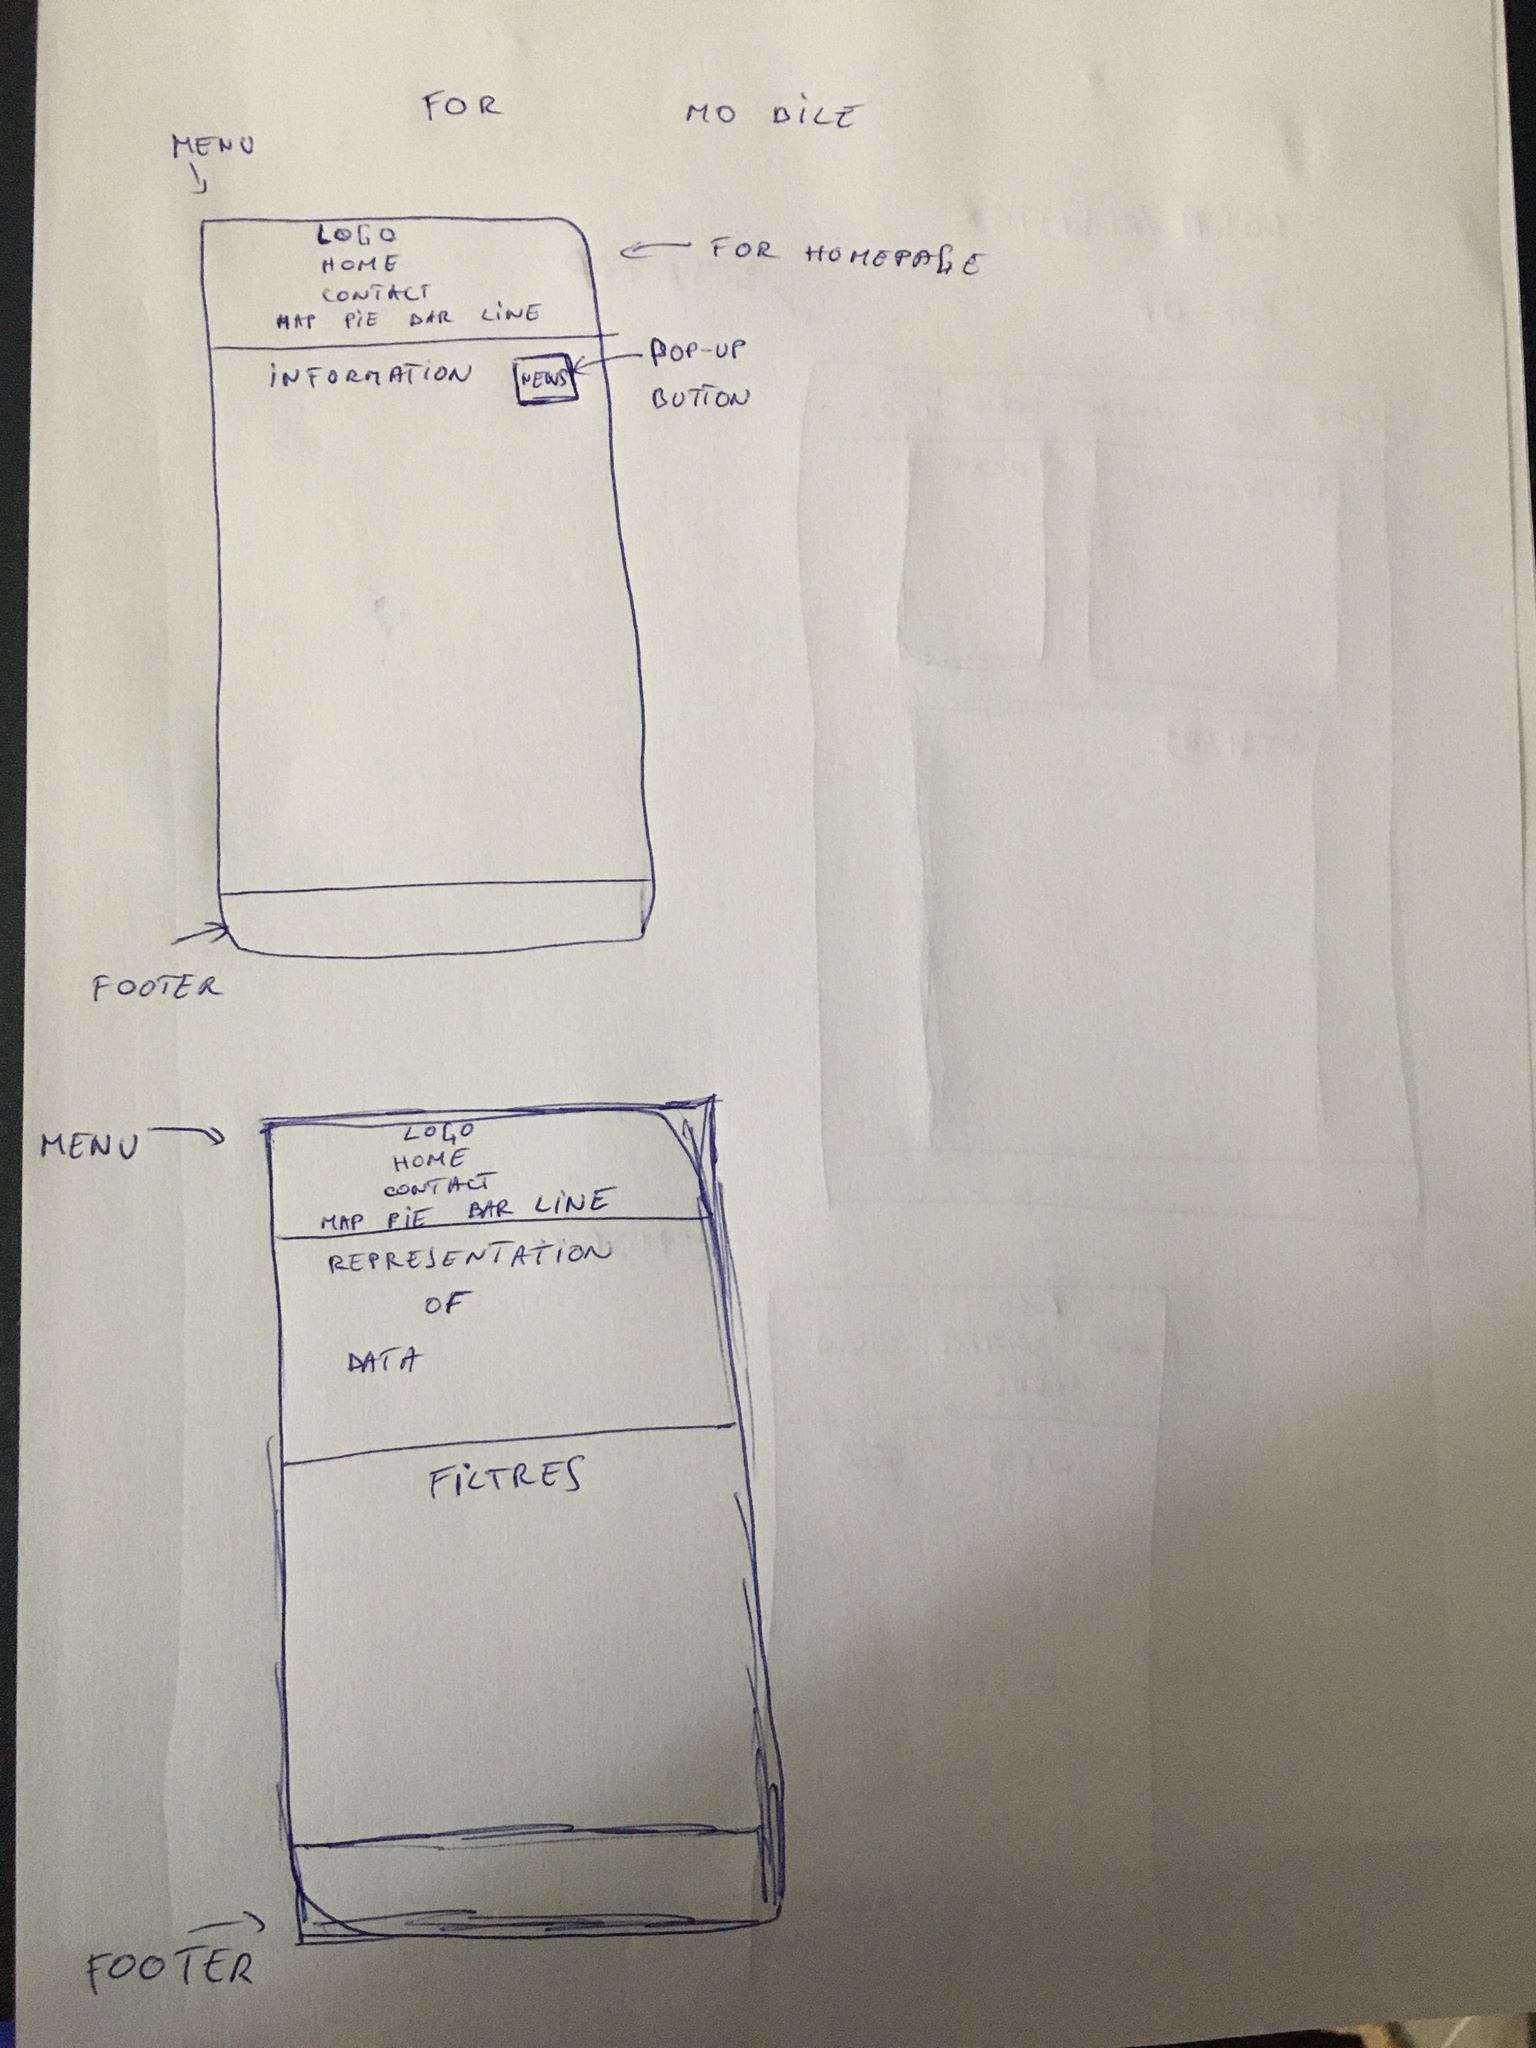 FOR MOBILE
MENU
LOGO
HOME
CONTACT
MAP PIE BAR LINE
← FOR HOMEPAGE
INFORMATION
NEWS
POP-UP
BUTTON
FOOTER
MENU
LOGO
HOME
CONTACT
MAP PIE BAR LINE
REPRESENTATION
OF
DATA
FILTRES
FOOTER